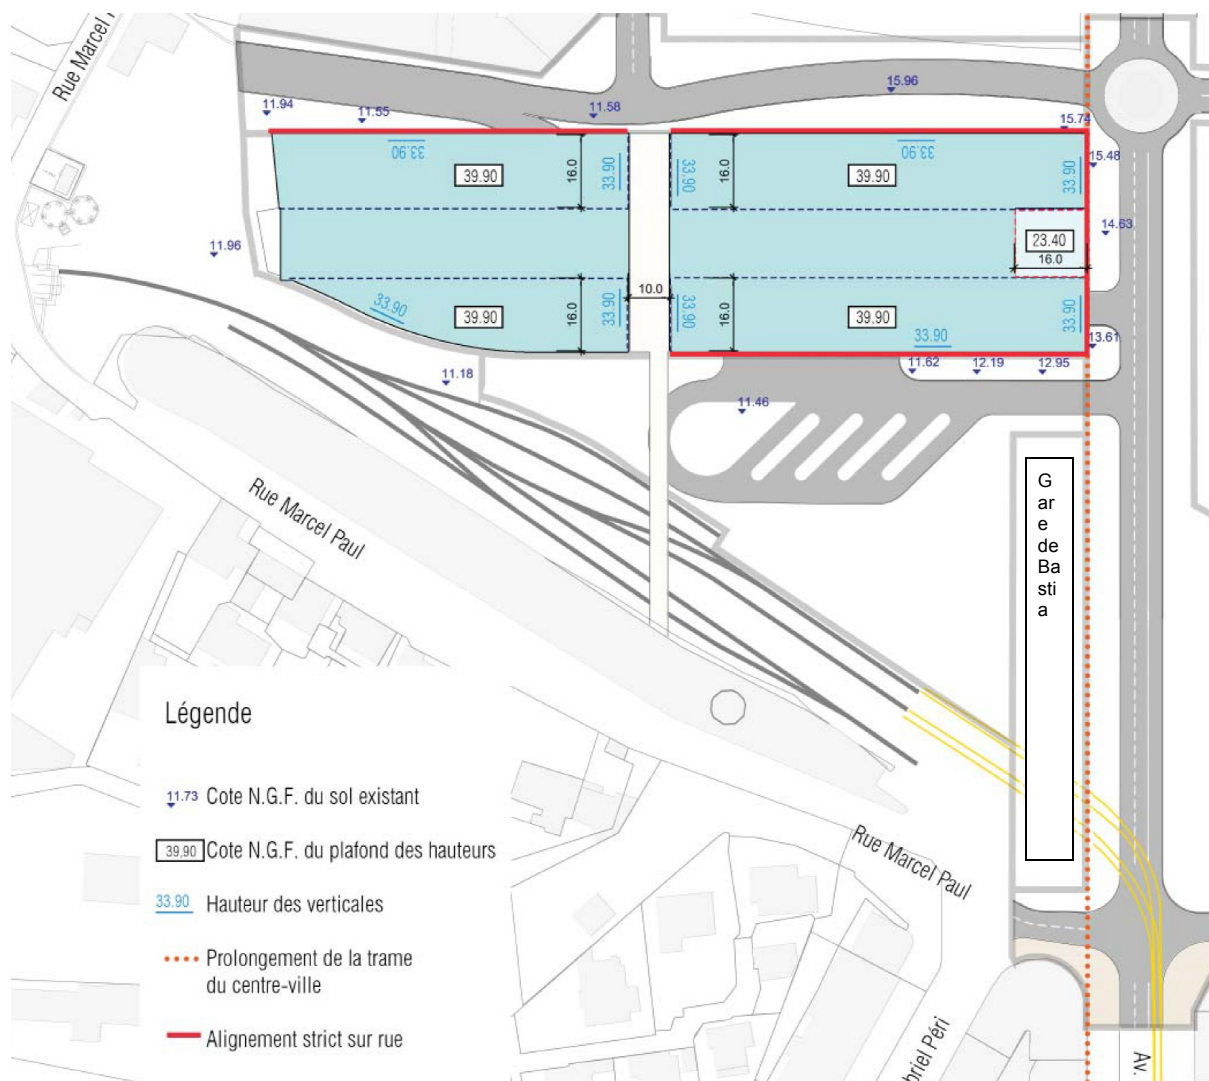 Rue Marcel P
11.94
11.55
11.58
15.96
15.74
33.90
39.90
16.0
33.90
33.90
16.0
33.90
39.90
33.90
15.48
11.96
23.40
16.0
14.63
33.90
39.90
16.0
33.90
10.0
33.90
16.0
39.90
33.90
33.90
13.61
11.18
11.62
12.19
12.95
11.46
Rue Marcel Paul
G
ar
e
de
Ba
sti
a
Légende
11.73 Cote N.G.F. du sol existant
39,90 Cote N.G.F. du plafond des hauteurs
33.90 Hauteur des verticales
Prolongement de la trame
du centre-ville
Alignement strict sur rue
Rue Marcel Paul
briel Péri
Av.